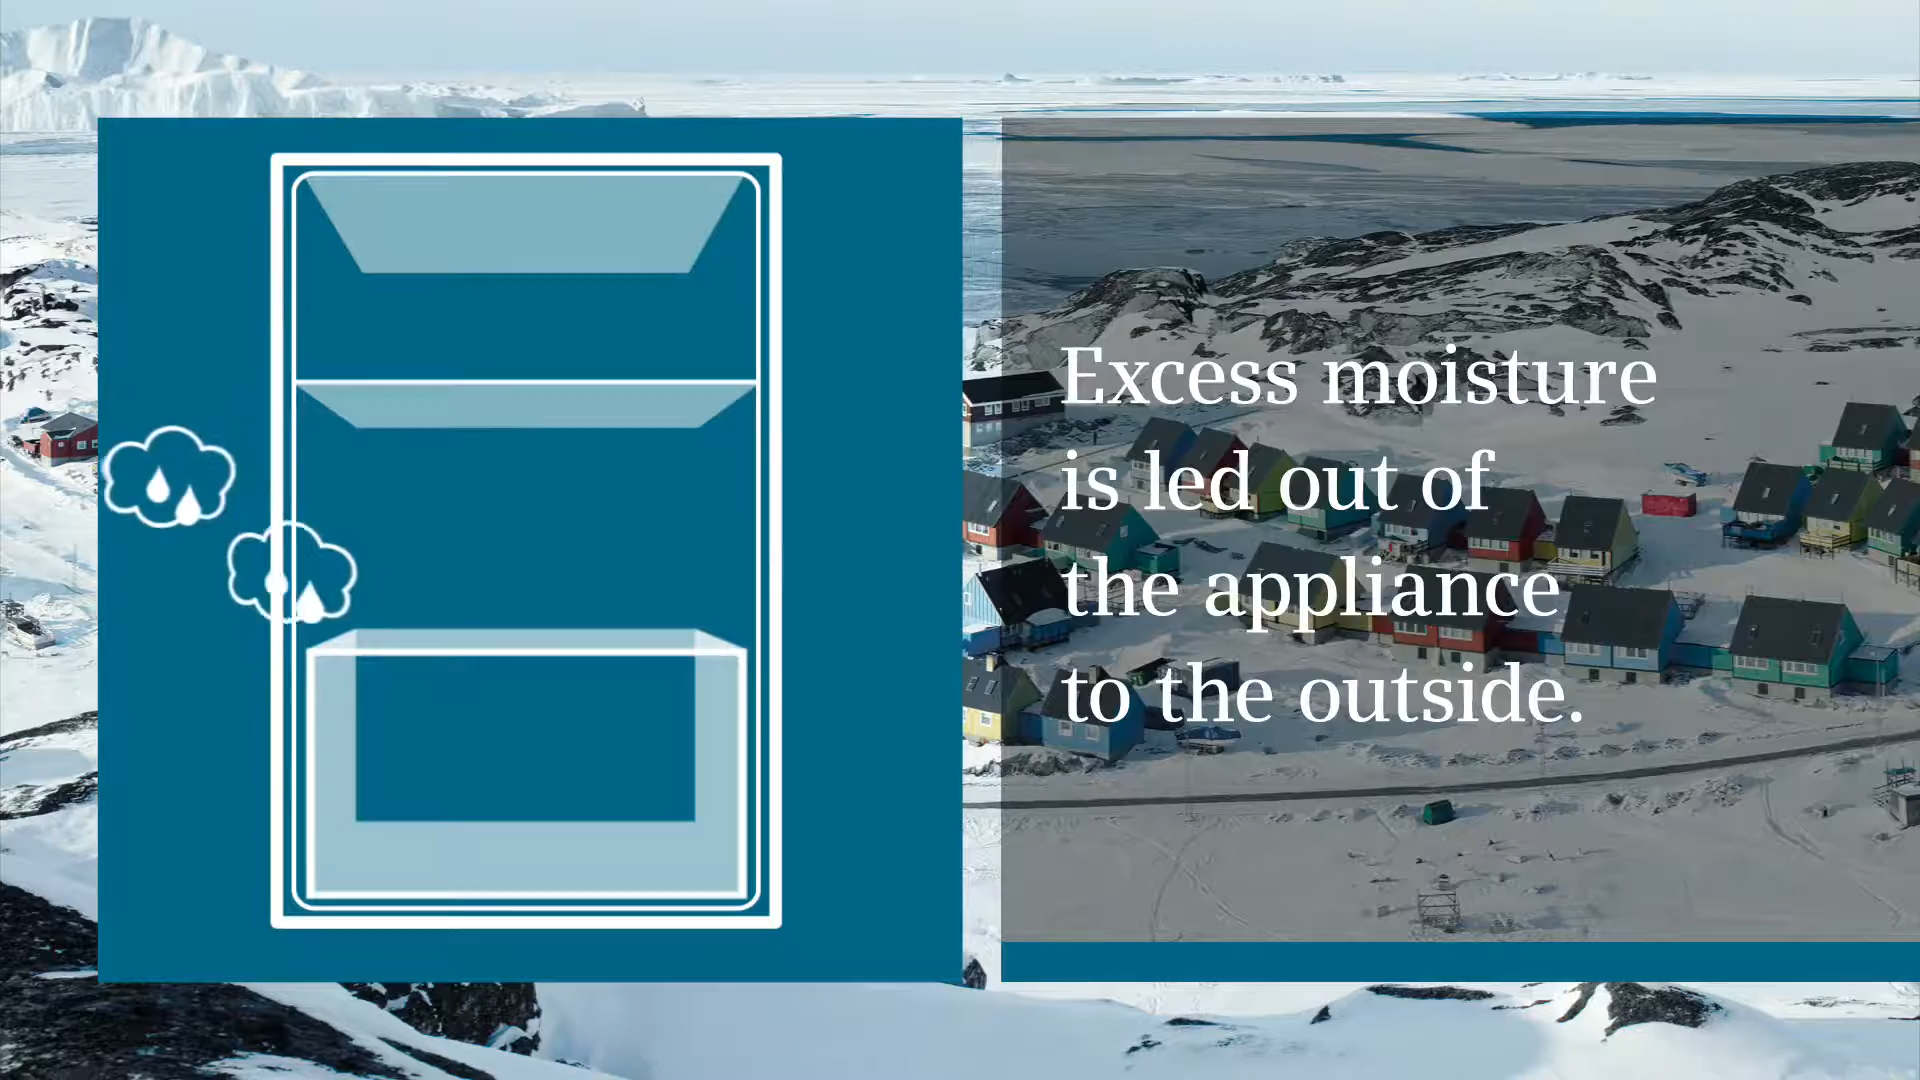 Excess moisture
is led out of
the appliance
to the outside.